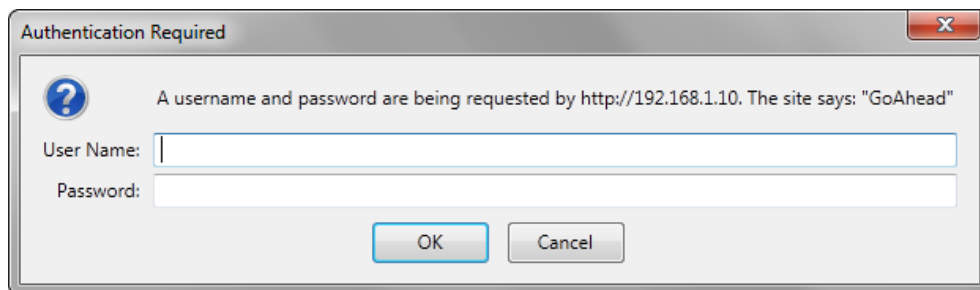 Authentication Required
A username and password are being requested by http://192.168.1.10. The site says: "GoAhead"
User Name:
Password:
OK Cancel